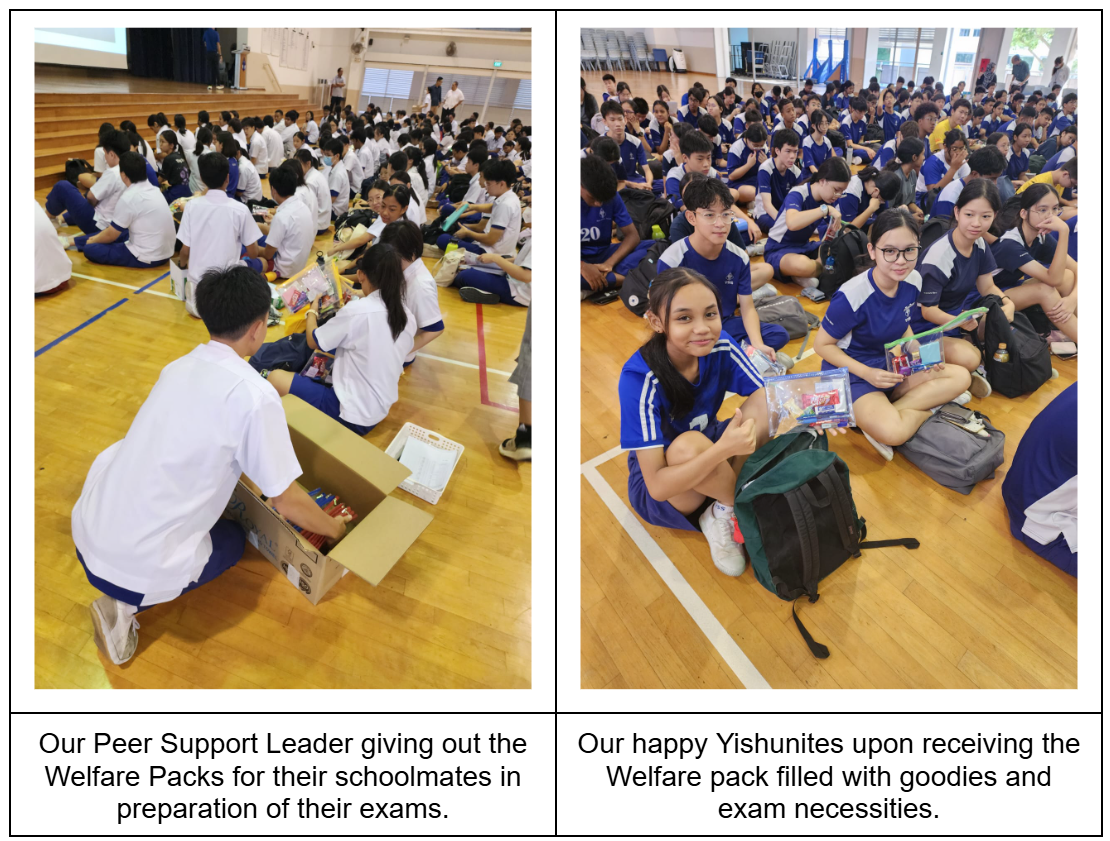 Our Peer Support Leader giving out the
Welfare Packs for their schoolmates in
preparation of their exams.
Our happy Yishunites upon receiving the
Welfare pack filled with goodies and
exam necessities.
20